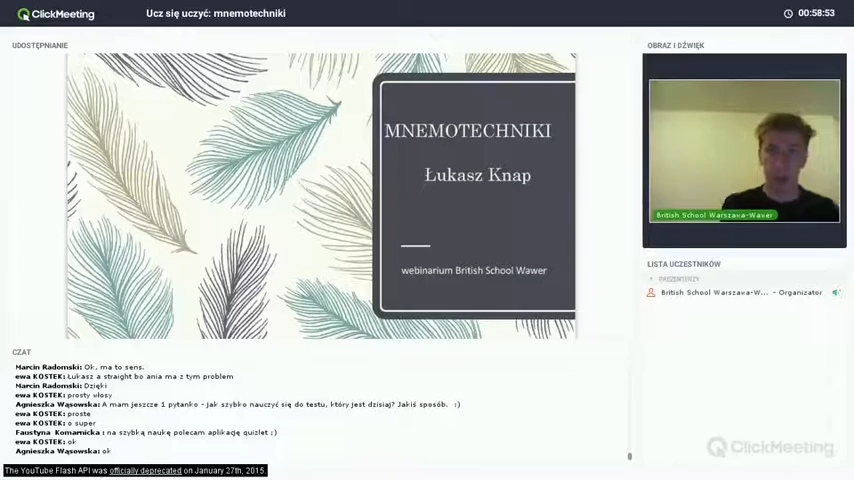 ClickMeeting
Ucz się uczyć: mnemotechniki
00:58:53
UDOSTĘPNIANIE
OBRAZ I DŹWIĘK
MNEMOTECHNIKI
Łukasz Knap
webinarium British School Wawer
British School Warszawa-Wawer
LISTA UCZESTNIKÓW
PREZENTERZY
British School Warszawa-W... - Organizator
CZAT
Marcin Radomski: Ok, ma to sens.
ewa KOSTEK: Łukasz a straight bo ania ma z tym problem
Marcin Radomski: Dzięki
ewa KOSTEK: prosty włosy
Agnieszka Wąsowska: A mam jeszcze 1 pytanko - jak szybko nauczyć się do testu, który jest dzisiaj? Jakiś sposób. :)
ewa KOSTEK: proste
ewa KOSTEK: o super
Faustyna Komarnicka: na szybką naukę polecam aplikację quizlet ;)
ewa KOSTEK: ok
Agnieszka Wąsowska: ok
ClickMeeting
The YouTube Flash API was officially deprecated on January 27th, 2015.